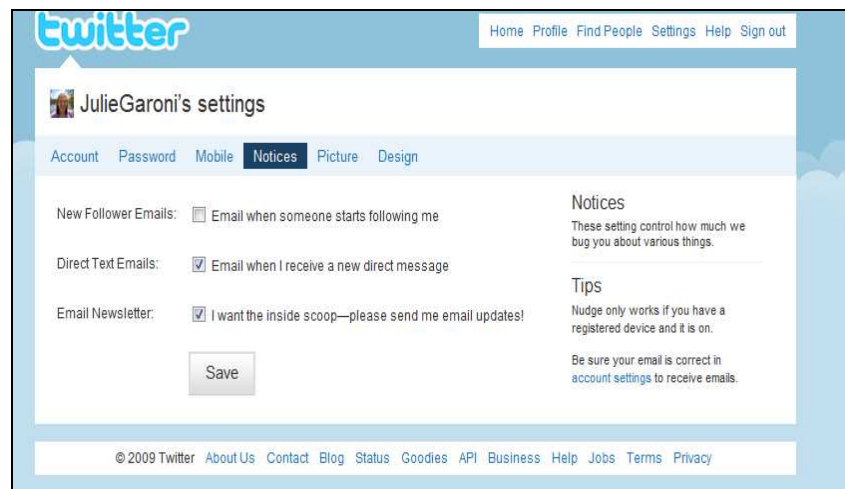 twitter
Home Profile Find People Settings Help Sign out
JulieGaroni's settings
Account Password Mobile Notices Picture Design
New Follower Emails: Email when someone starts following me
Direct Text Emails: Email when I receive a new direct message
Email Newsletter: I want the inside scoop—please send me email updates!
Save
Notices
These setting control how much we
bug you about various things.
Tips
Nudge only works if you have a
registered device and it is on.
Be sure your email is correct in
account settings to receive emails.
© 2009 Twitter About Us Contact Blog Status Goodies API Business Help Jobs Terms Privacy